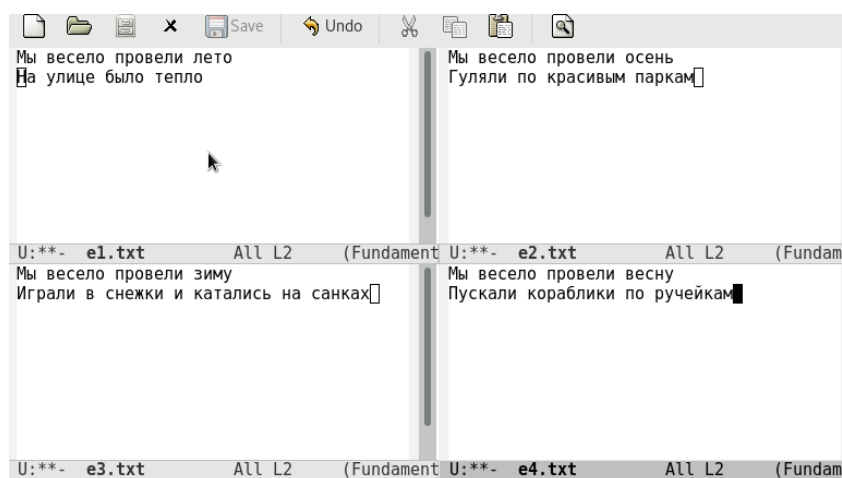 Save Undo
Мы весело провели лето
На улице было тепло
U:**- e1.txt All L2 (Fundament
Мы весело провели осень
Гуляли по красивым паркам
U:**- e2.txt All L2 (Fundam
Мы весело провели зиму
Играли в снежки и катались на санках
U:**- e3.txt All L2 (Fundament
Мы весело провели весну
Пускали кораблики по ручейкам
U:**- e4.txt All L2 (Fundam